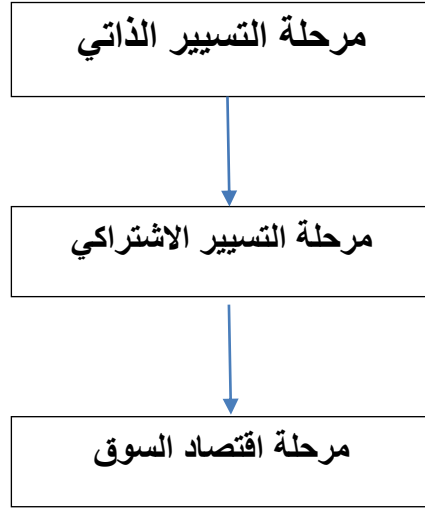 مرحلة التسيير الذاتي
مرحلة التسيير الاشتراكي
مرحلة اقتصاد السوق